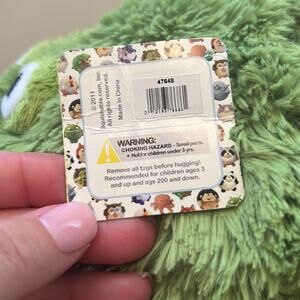 © 2011
squishable.com, Inc.
All rights reserved.
Made in China
47648
WARNING:
CHOKING HAZARD - Small parts.
• Not for children under 3 yrs.
Remove all tags before hugging!
Recommended for children ages 3
and up and age 200 and down.